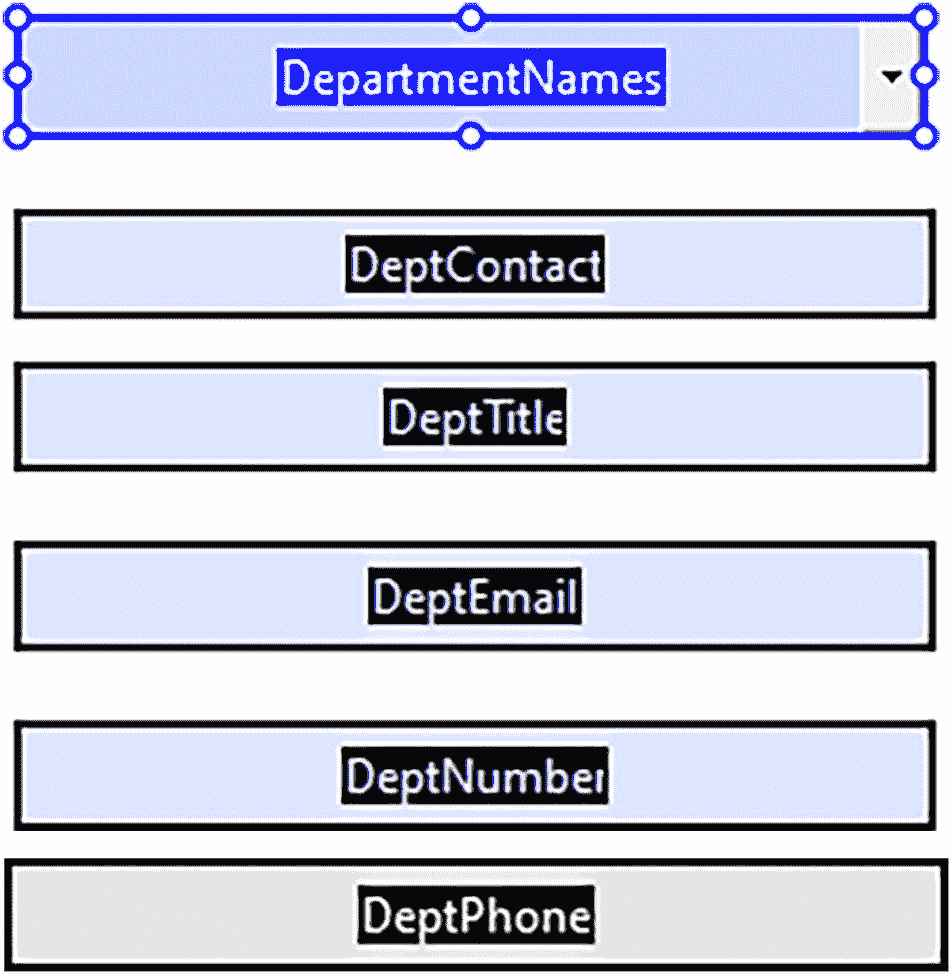 DepartmentNames
DeptContact
DeptTitle
DeptEmail
DeptNumber
DeptPhone